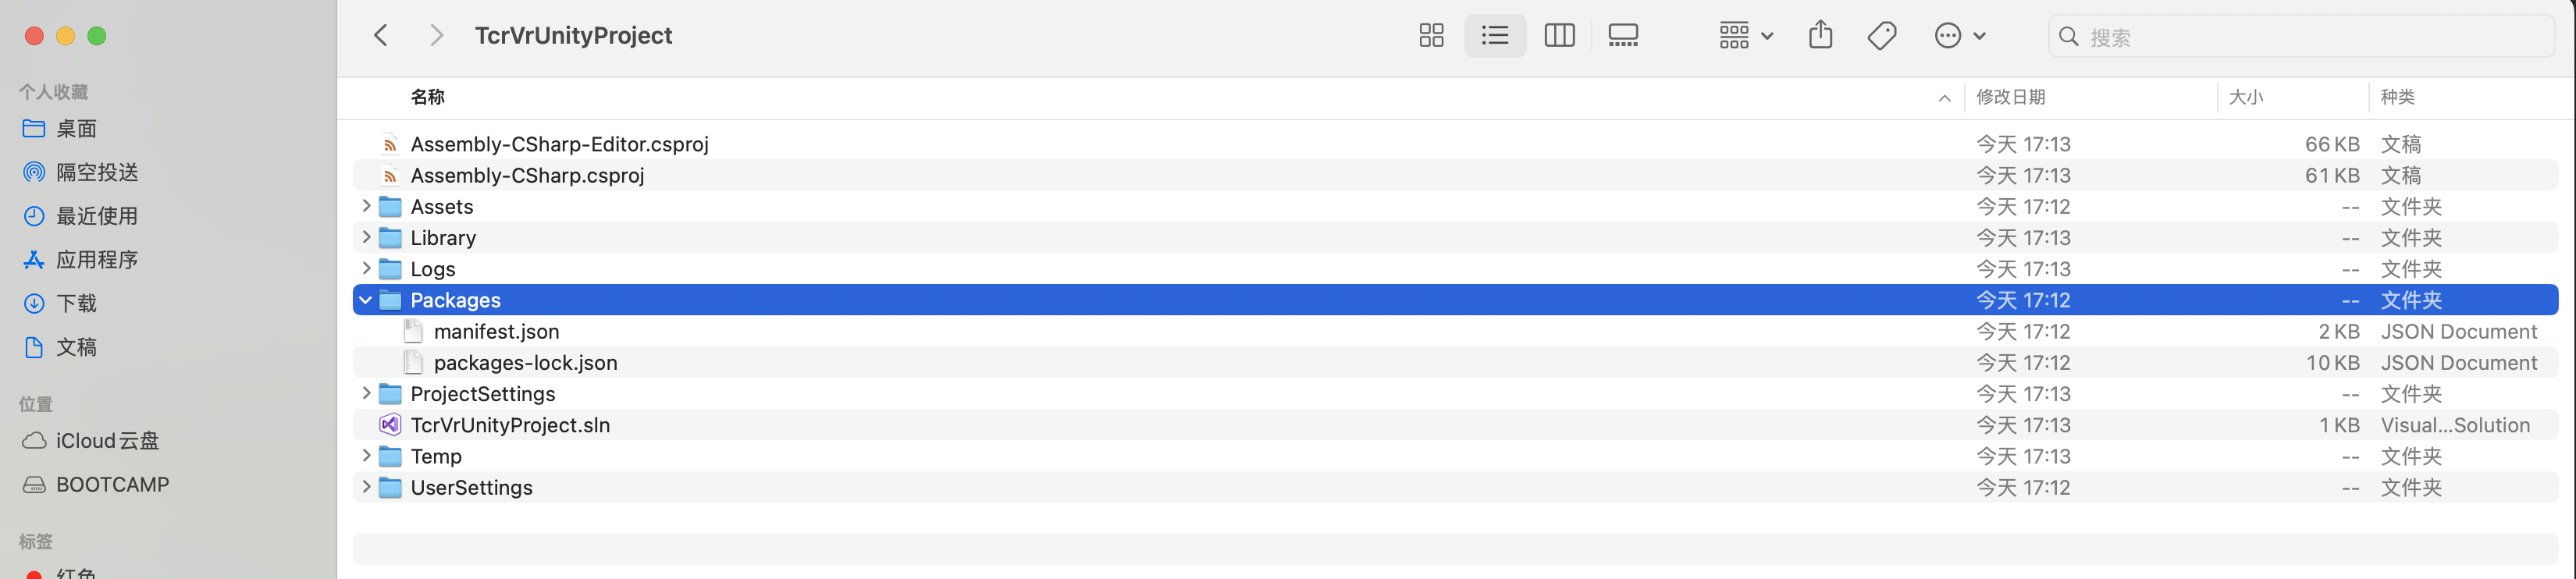 TcrVrUnityProject
搜索
个人收藏
桌面
隔空投送
最近使用
应用程序
下载
文稿
位置
iCloud云盘
BOOTCAMP
标签
红色
名称 修改日期 大小 种类
Assembly-CSharp-Editor.csproj 今天 17:13 66 KB 文稿
Assembly-CSharp.csproj 今天 17:13 61 KB 文稿
Assets 今天 17:12 -- 文件夹
Library 今天 17:13 -- 文件夹
Logs 今天 17:13 -- 文件夹
Packages 今天 17:12 -- 文件夹
manifest.json 今天 17:12 2 KB JSON Document
packages-lock.json 今天 17:12 10 KB JSON Document
ProjectSettings 今天 17:13 -- 文件夹
TcrVrUnityProject.sln 今天 17:13 1 KB Visual...Solution
Temp 今天 17:13 -- 文件夹
UserSettings 今天 17:12 -- 文件夹